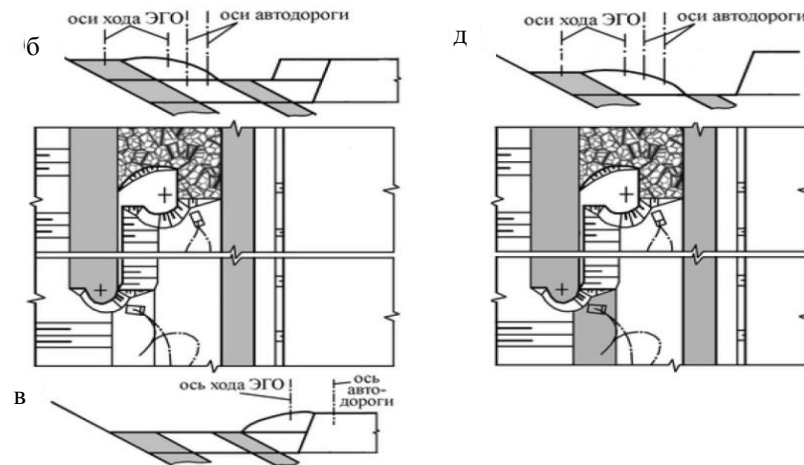 оси хода ЭГО
оси автодороги
б
оси хода ЭГО
оси автодороги
д
ось хода ЭГО
ось
авто-
дороги
в